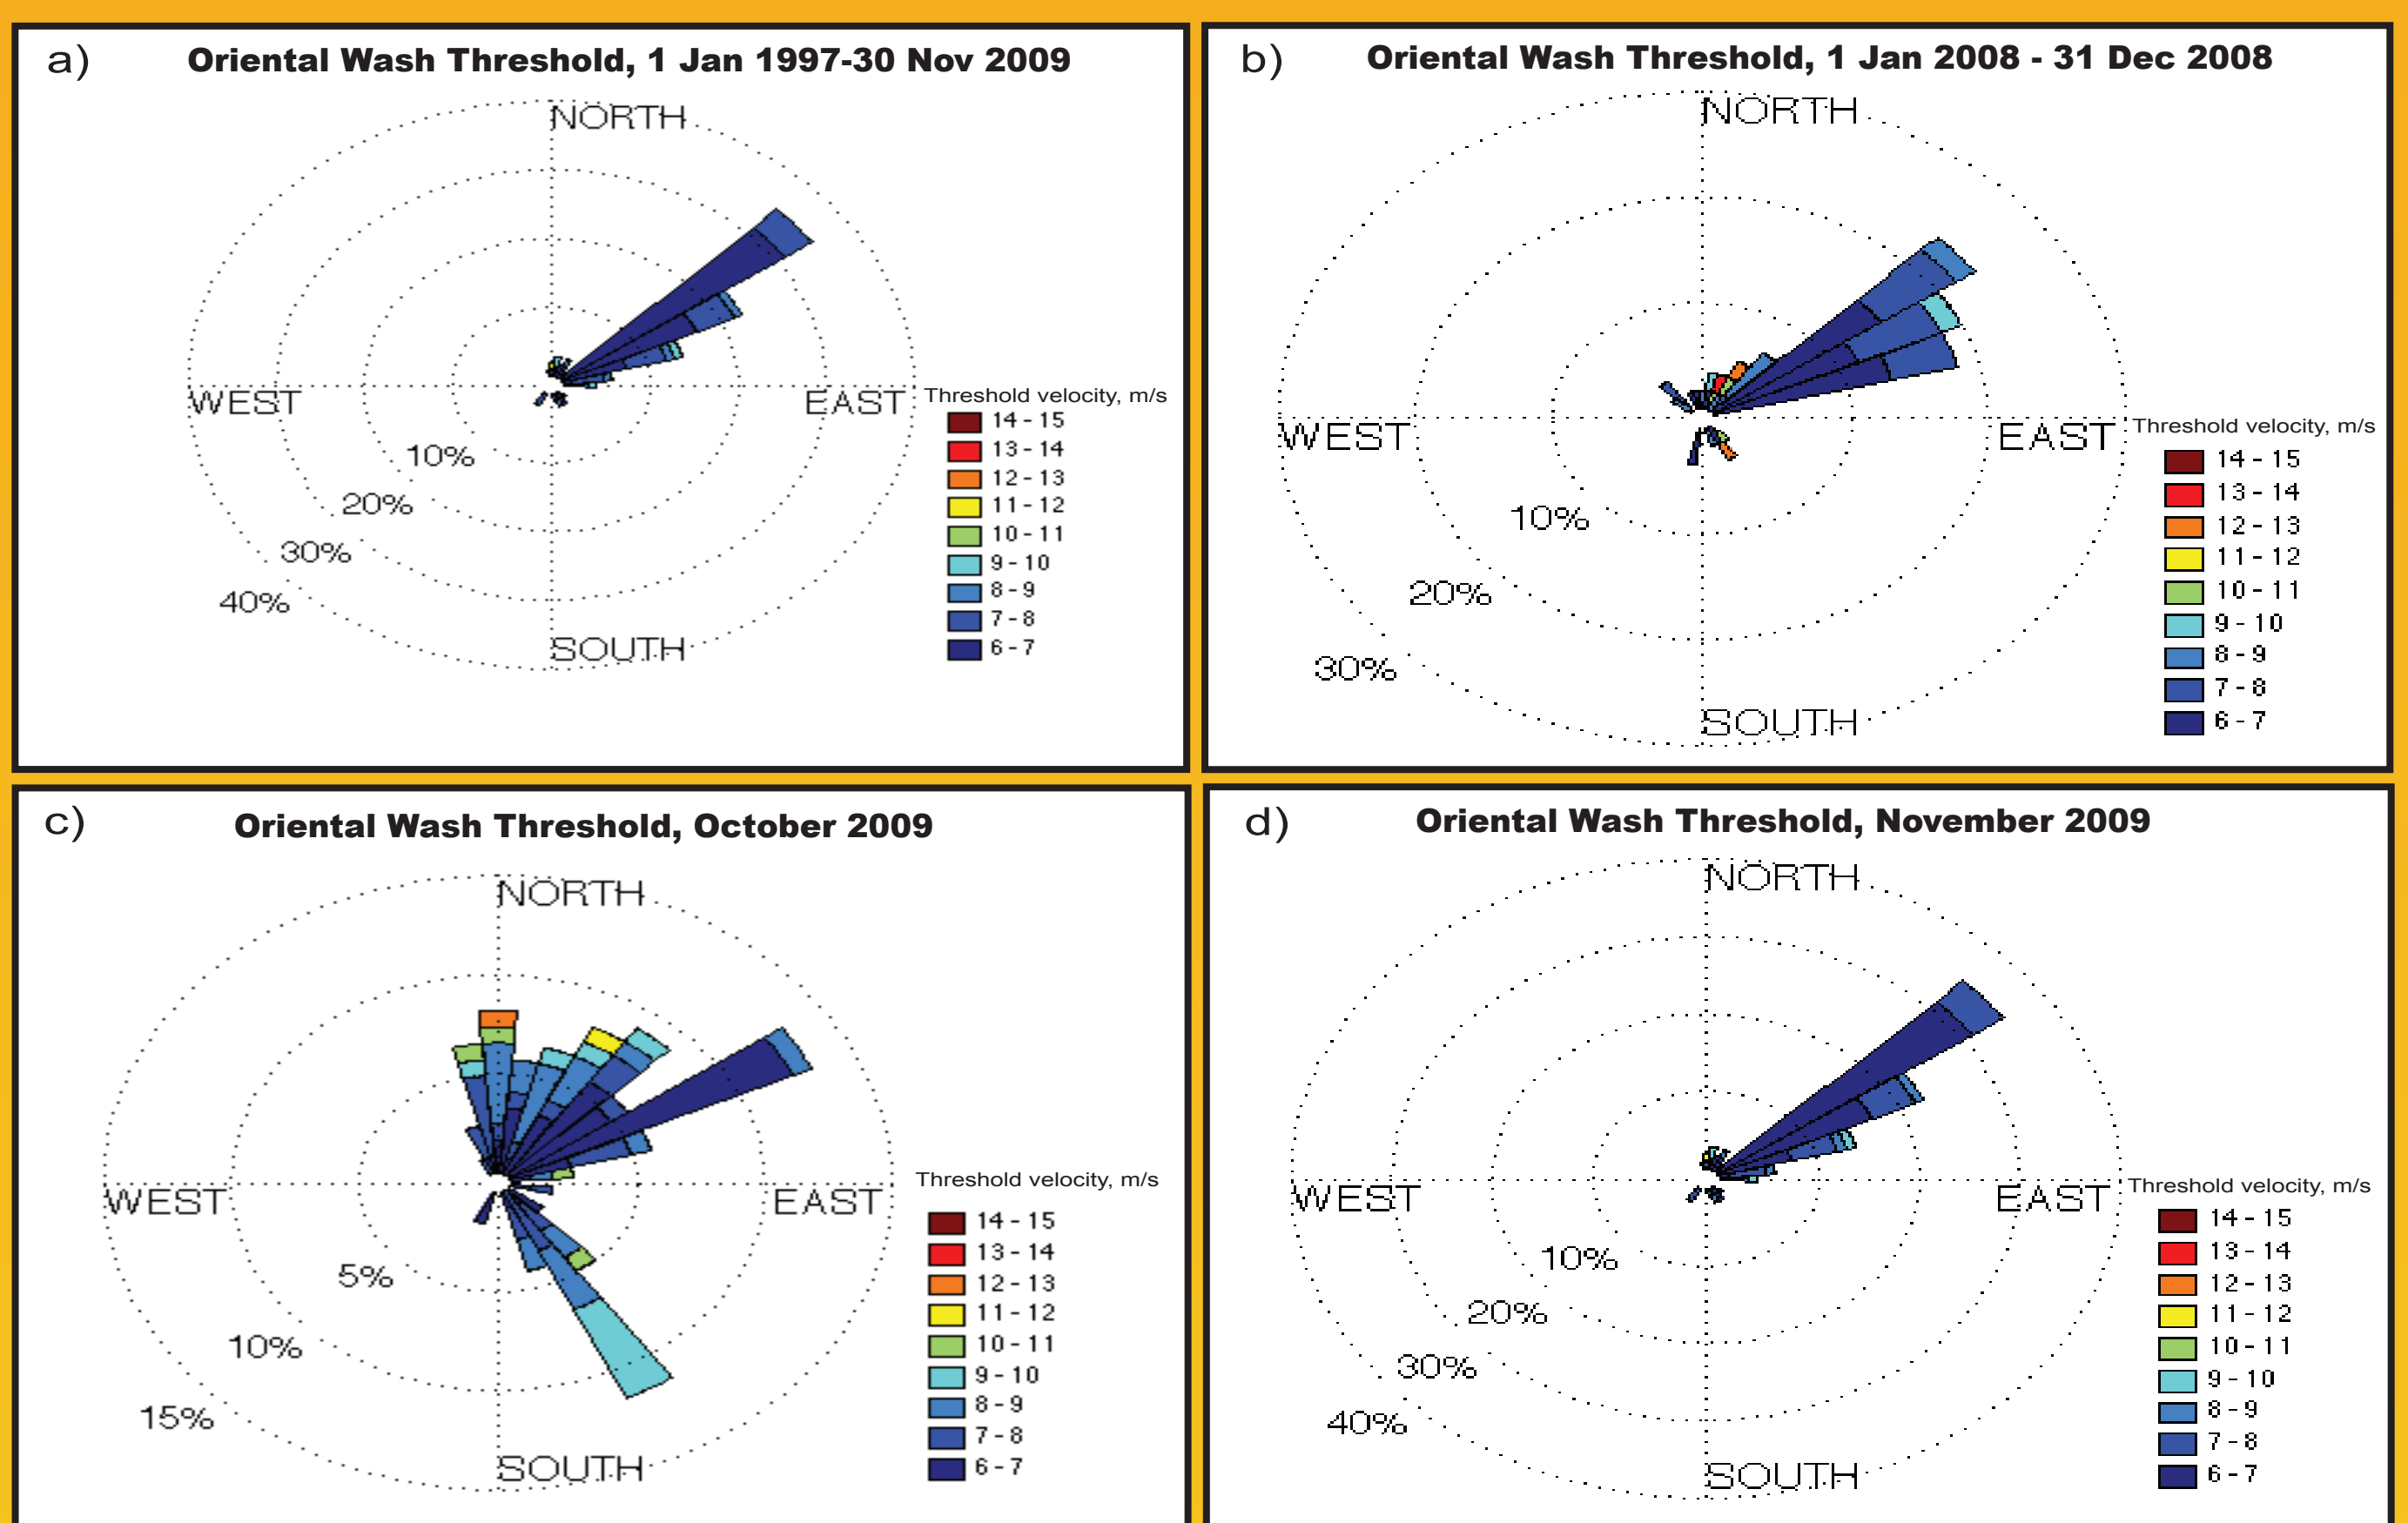 a)
Oriental Wash Threshold, 1 Jan 1997-30 Nov 2009
NORTH
WEST
EAST
10%
20%
30%
40%
SOUTH
Threshold velocity, m/s
14 - 15
13 - 14
12 - 13
11 - 12
10 - 11
9 - 10
8 - 9
7 - 8
6 - 7
b)
Oriental Wash Threshold, 1 Jan 2008 - 31 Dec 2008
NORTH
WEST
EAST
10%
20%
30%
SOUTH
Threshold velocity, m/s
14 - 15
13 - 14
12 - 13
11 - 12
10 - 11
9 - 10
8 - 9
7 - 8
6 - 7
c)
Oriental Wash Threshold, October 2009
NORTH
WEST
EAST
5%
10%
15%
SOUTH
Threshold velocity, m/s
14 - 15
13 - 14
12 - 13
11 - 12
10 - 11
9 - 10
8 - 9
7 - 8
6 - 7
d)
Oriental Wash Threshold, November 2009
NORTH
WEST
EAST
10%
20%
30%
40%
SOUTH
Threshold velocity, m/s
14 - 15
13 - 14
12 - 13
11 - 12
10 - 11
9 - 10
8 - 9
7 - 8
6 - 7